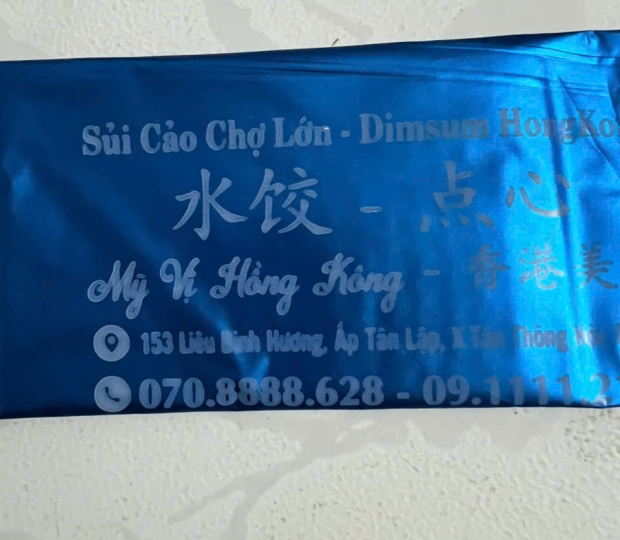 Sủi Cảo Chợ Lớn - Dimsum HongKo
水饺 - 点心
Mỹ Vị Hồng Kông - 香港美
153 Liêu Bình Hương, Ấp Tân Lập, X.Tân Thông
070.8888.628 - 09.1111.2